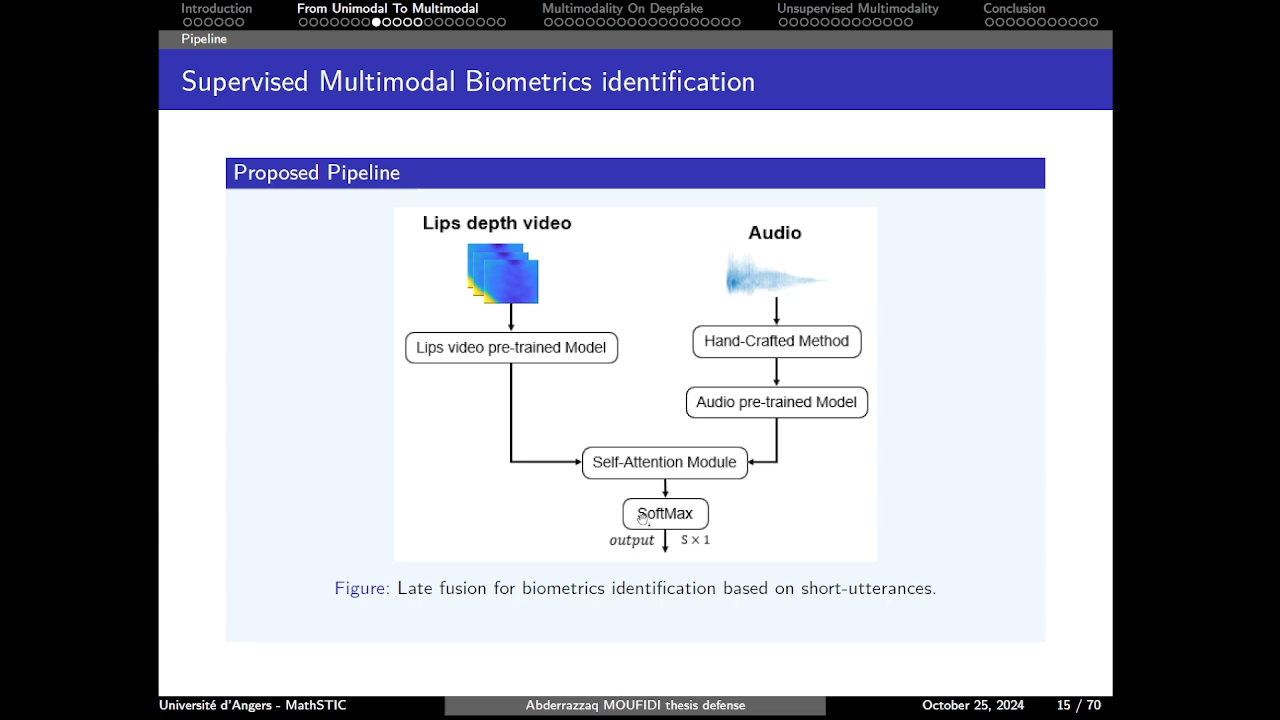 Introduction From Unimodal To Multimodal Multimodality On Deepfake Unsupervised Multimodality Conclusion
Pipeline
Supervised Multimodal Biometrics identification
Proposed Pipeline
Lips depth video
Audio
Lips video pre-trained Model
Hand-Crafted Method
Audio pre-trained Model
Self-Attention Module
SoftMax
output S × 1
Figure: Late fusion for biometrics identification based on short-utterances.
Université d'Angers - MathSTIC Abderrazzaq MOUFIDI thesis defense October 25, 2024 15 / 70